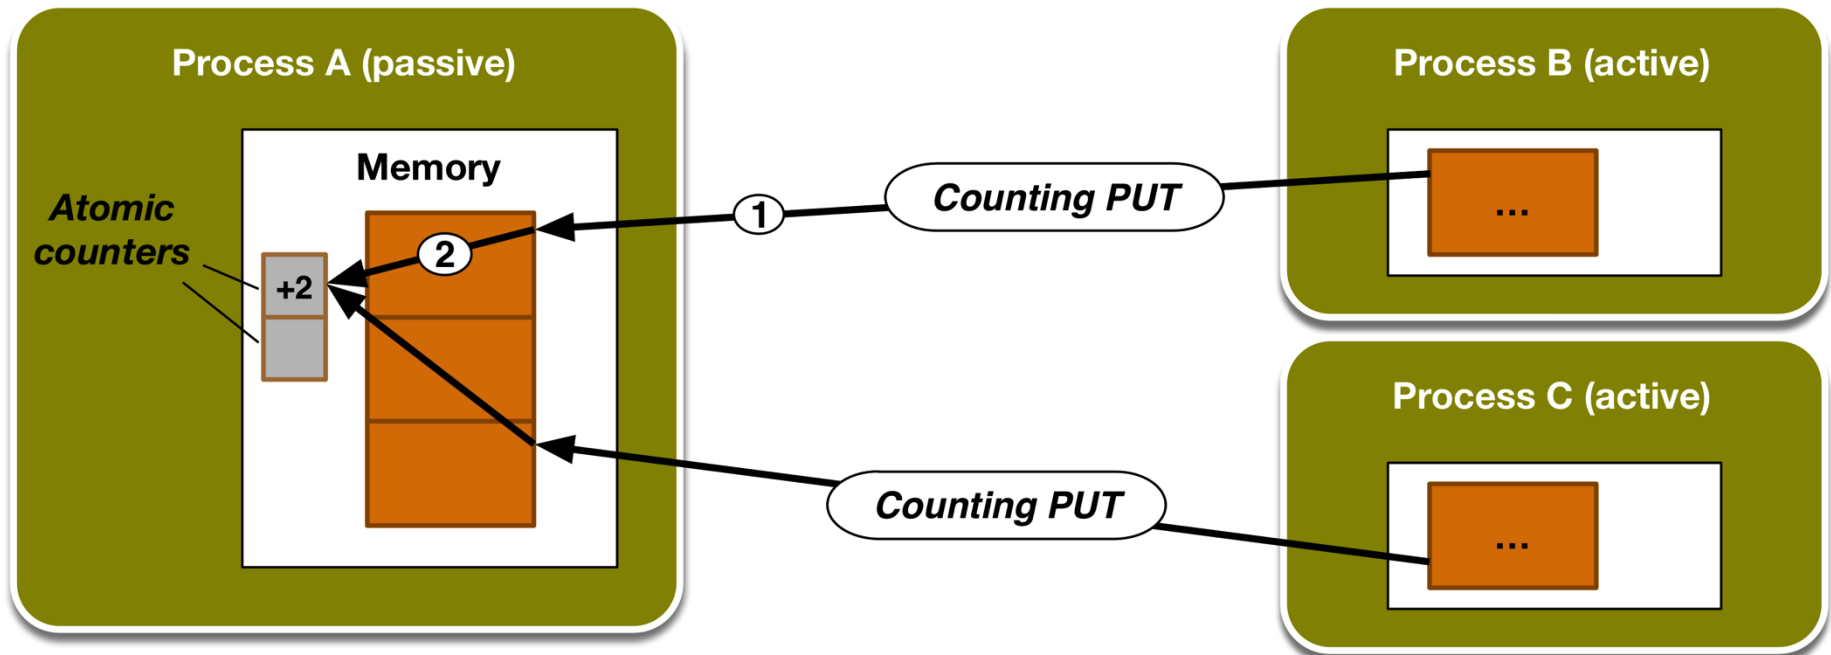 Process A (passive)
Memory
Atomic
counters
+2
2
1
Counting PUT
Counting PUT
Process B (active)
...
Process C (active)
...